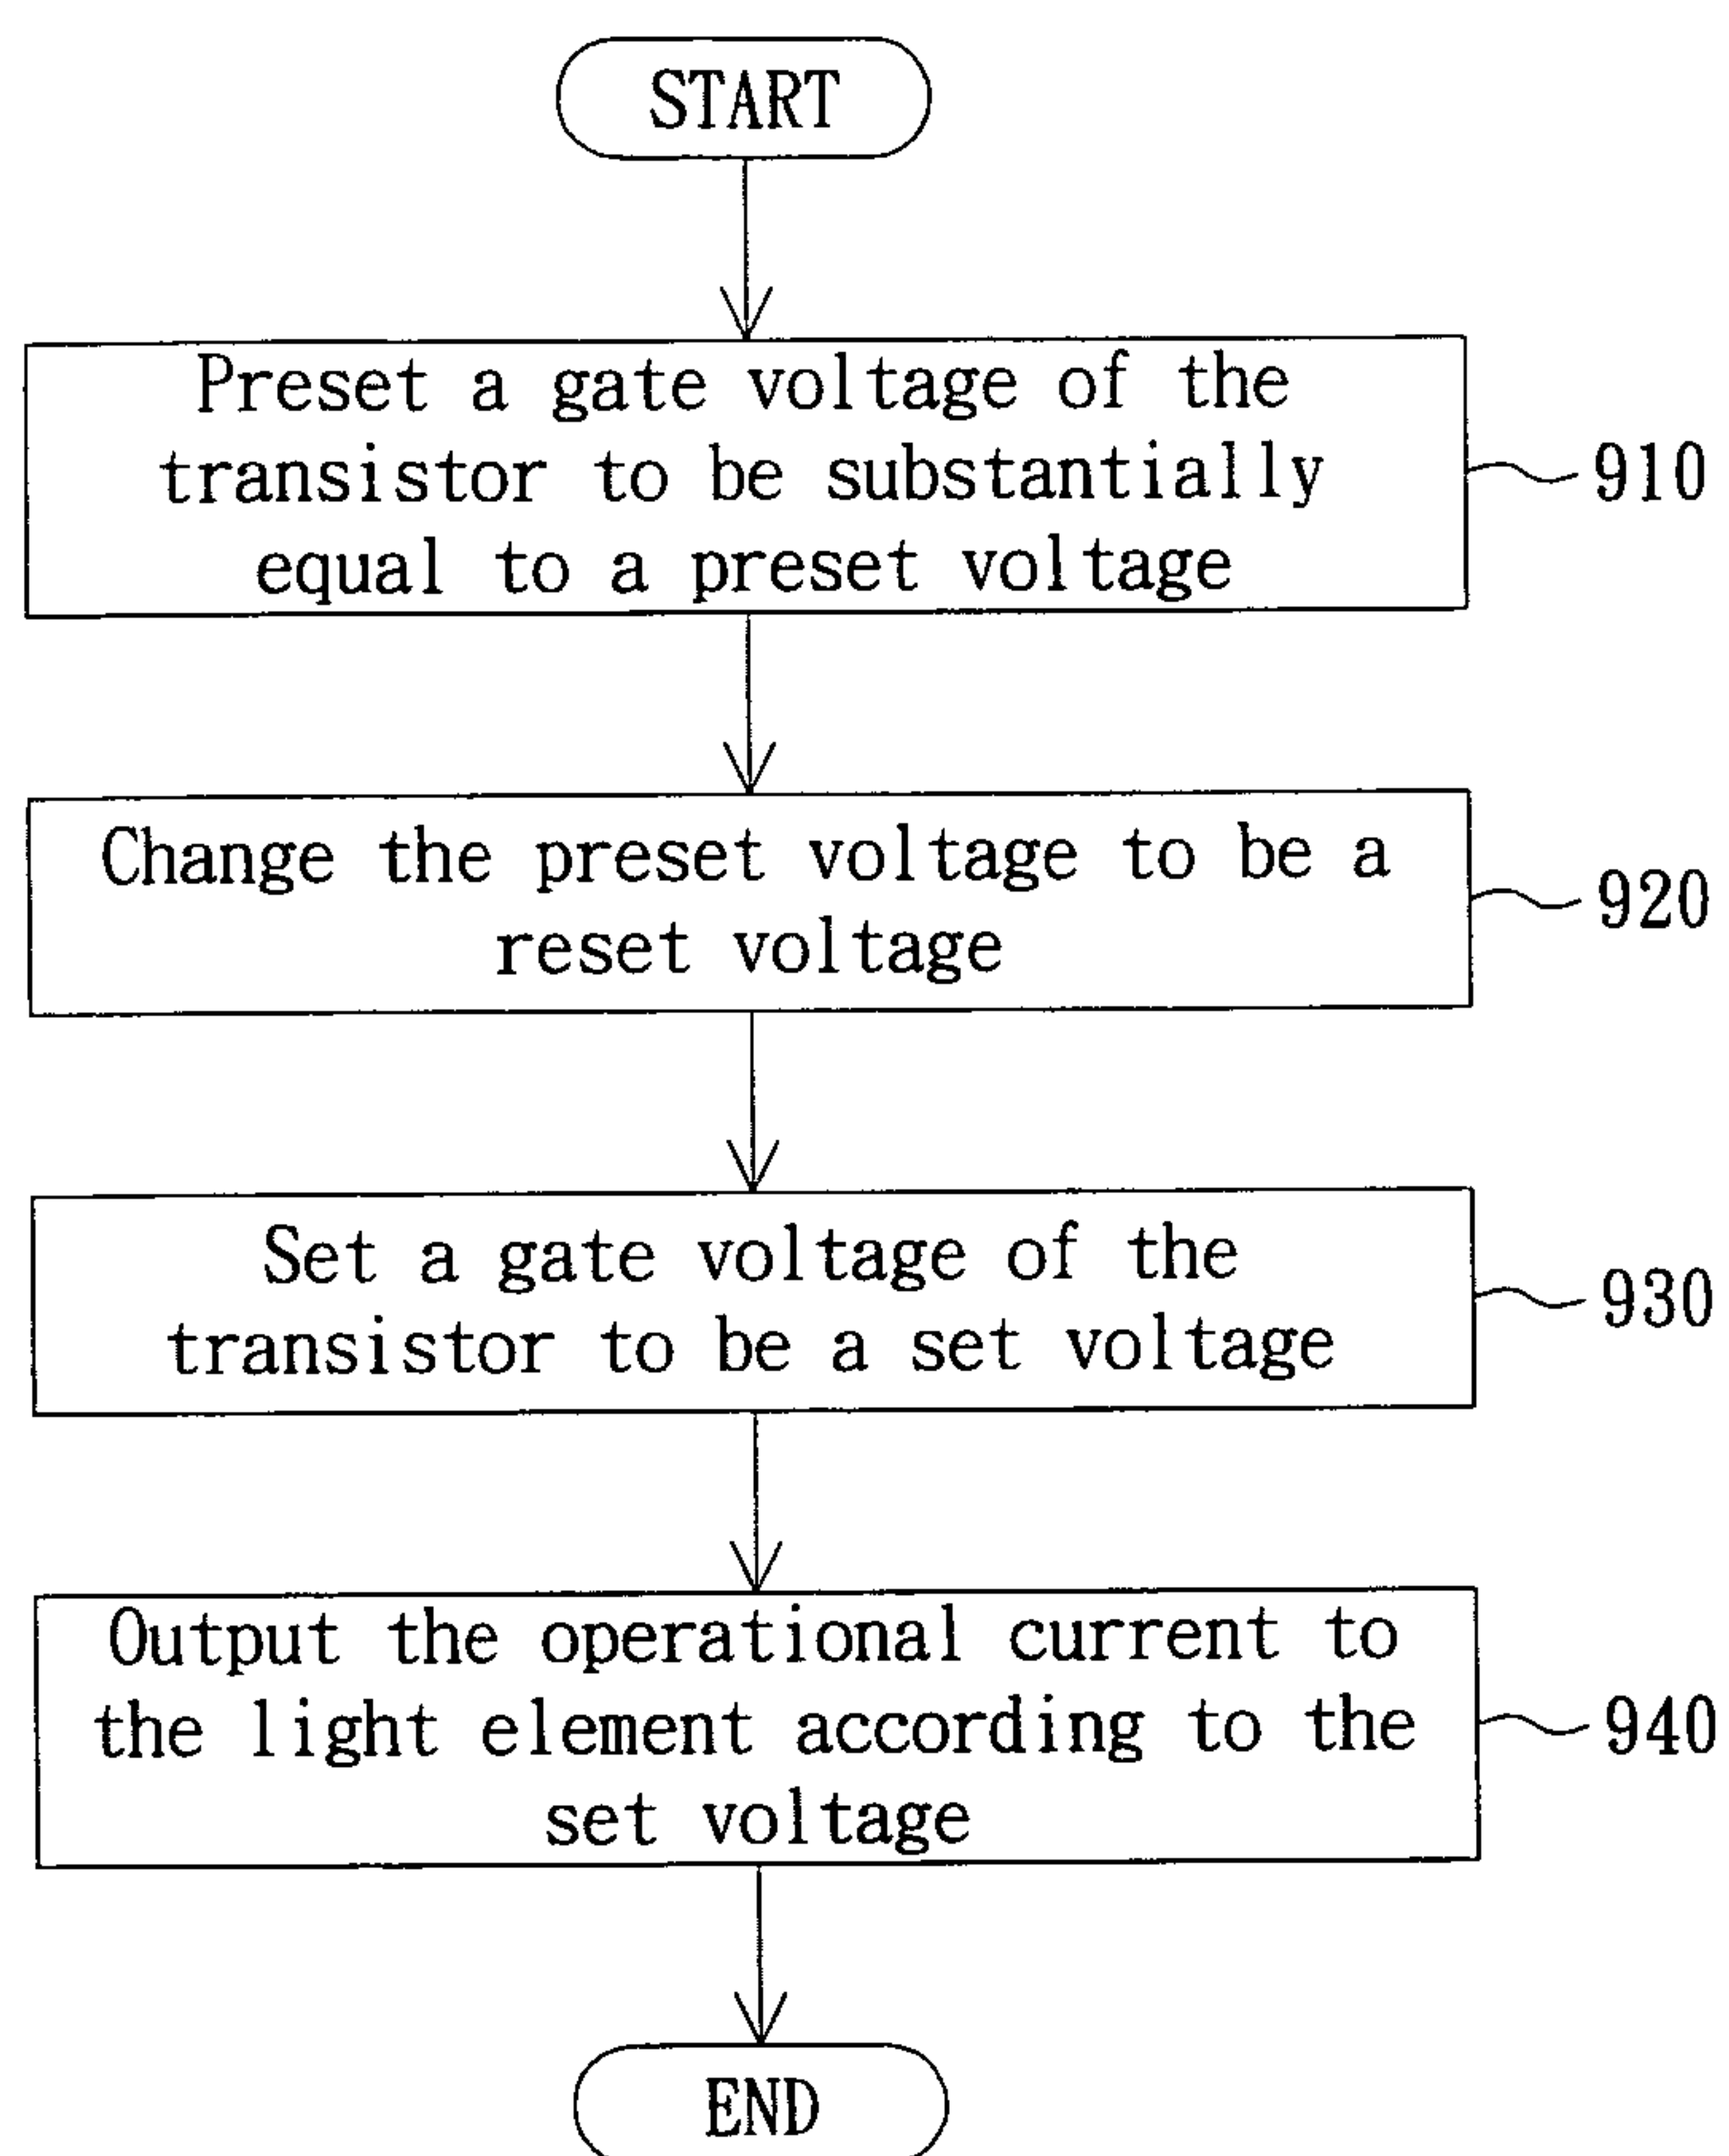 START
Preset a gate voltage of the
transistor to be substantially
equal to a preset voltage
910
Change the preset voltage to be a
reset voltage
920
Set a gate voltage of the
transistor to be a set voltage
930
Output the operational current to
the light element according to the
set voltage
940
END